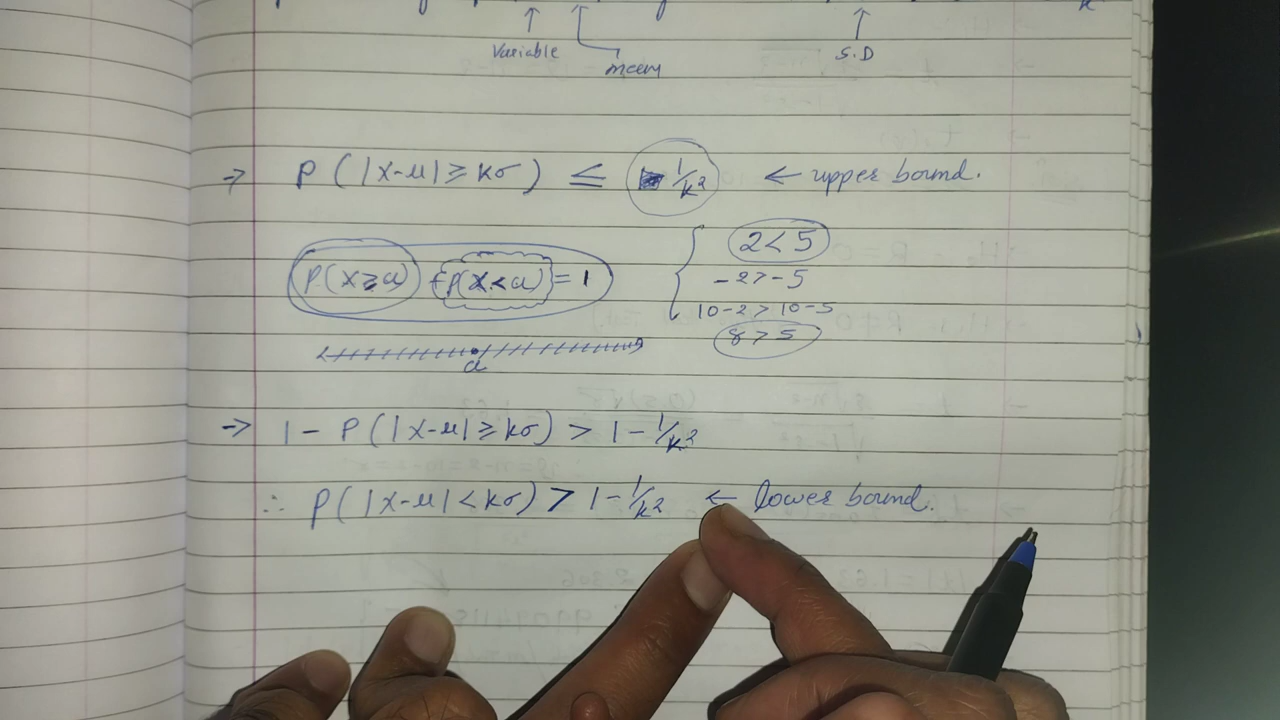 Variable
mean
S.D
→ P(|X-μ| ≥ kσ) ≤ 1/k² ← upper bound.
P(X≥a) + P(X<a) = 1
2 < 5
-2 > -5
10-2 > 10-5
8 > 5
a
→ 1 - P(|X-μ| ≥ kσ) > 1 - 1/k²
∴ P(|X-μ| < kσ) > 1 - 1/k² ← lower bound.